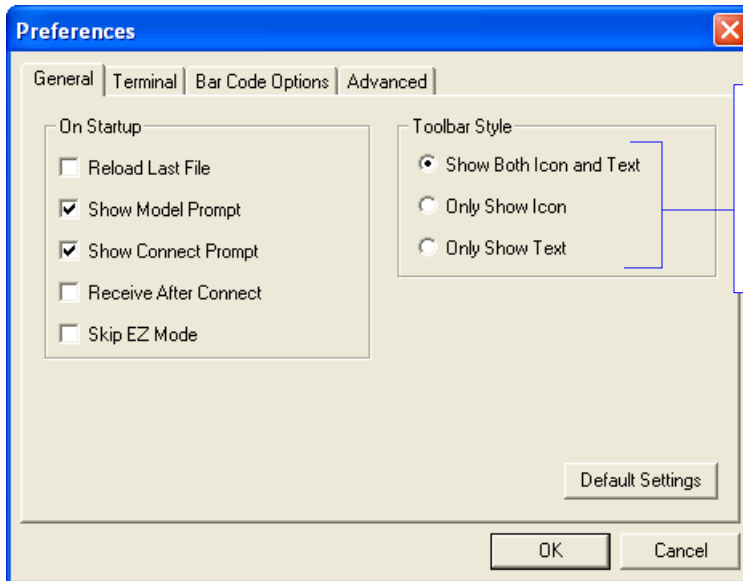 Preferences
General Terminal Bar Code Options Advanced
On Startup
Reload Last File
Show Model Prompt
Show Connect Prompt
Receive After Connect
Skip EZ Mode
Toolbar Style
Show Both Icon and Text
Only Show Icon
Only Show Text
Default Settings
OK Cancel